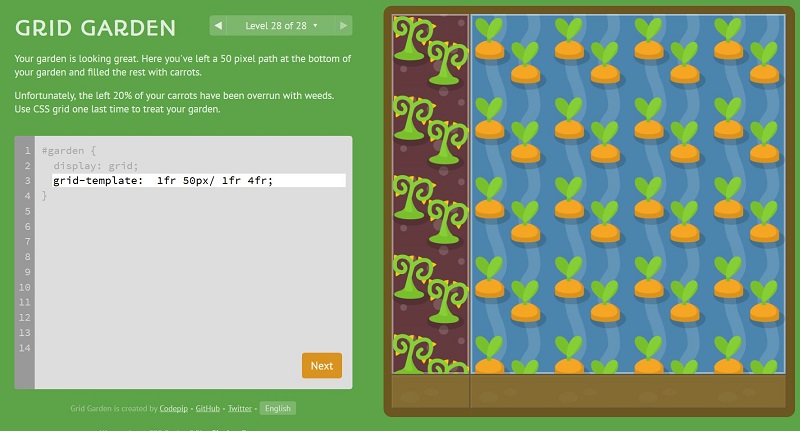 GRID GARDEN
◀ Level 28 of 28 ▾ ▶
Your garden is looking great. Here you've left a 50 pixel path at the bottom of
your garden and filled the rest with carrots.
Unfortunately, the left 20% of your carrots have been overrun with weeds.
Use CSS grid one last time to treat your garden.
1 #garden {
2 display: grid;
3 grid-template:  1fr 50px/ 1fr 4fr;
4 }
5
6
7
8
9
10
11
12
13
14
Next
Grid Garden is created by Codepip • GitHub • Twitter • English